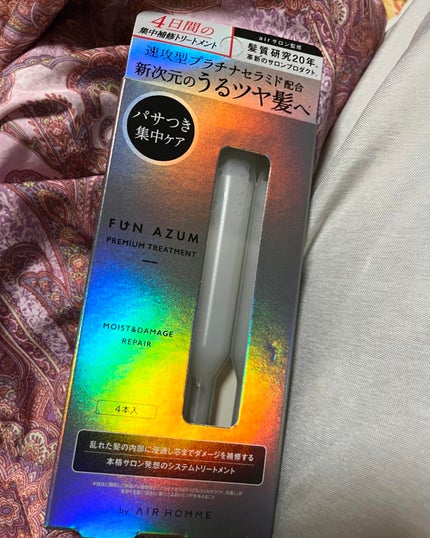 4日間の
集中補修トリートメント
airサロン監修
髪質研究20年。
革新のサロンプロダクト。
速攻型プラチナセラミド配合
新次元のうるツヤ髪へ
パサつき
集中ケア
FUN AZUM
PREMIUM TREATMENT
MOIST&DAMAGE
REPAIR
4本入
乱れた髪の内部に浸透し芯までダメージを補修する
本格サロン発想のシステムトリートメント
by AIR HOMME